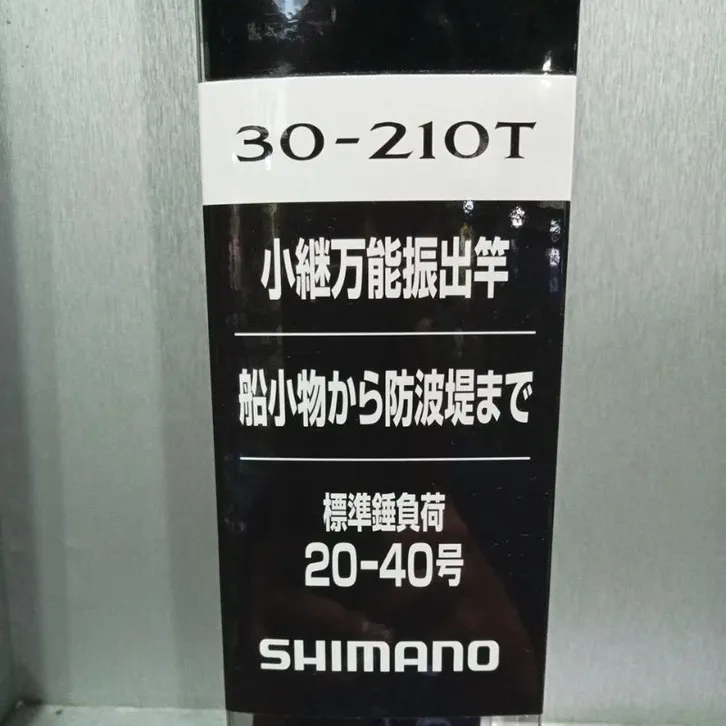 30-210T
小継万能振出竿
船小物から防波堤まで
標準錘負荷
20-40号
SHIMANO